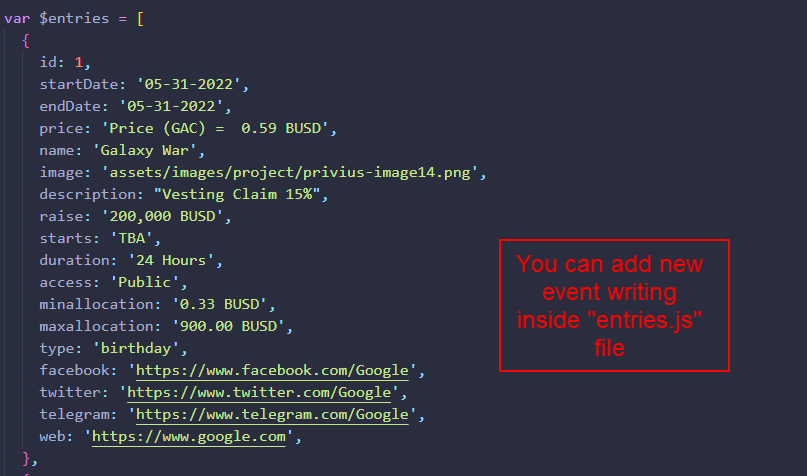 var $entries = [
{
id: 1,
startDate: '05-31-2022',
endDate: '05-31-2022',
price: 'Price (GAC) =  0.59 BUSD',
name: 'Galaxy War',
image: 'assets/images/project/privius-image14.png',
description: "Vesting Claim 15%",
raise: '200,000 BUSD',
starts: 'TBA',
duration: '24 Hours',
access: 'Public',
minallocation: '0.33 BUSD',
maxallocation: '900.00 BUSD',
type: 'birthday',
facebook: 'https://www.facebook.com/Google',
twitter: 'https://www.twitter.com/Google',
telegram: 'https://www.telegram.com/Google',
web: 'https://www.google.com',
},
You can add new
event writing
inside "entries.js"
file